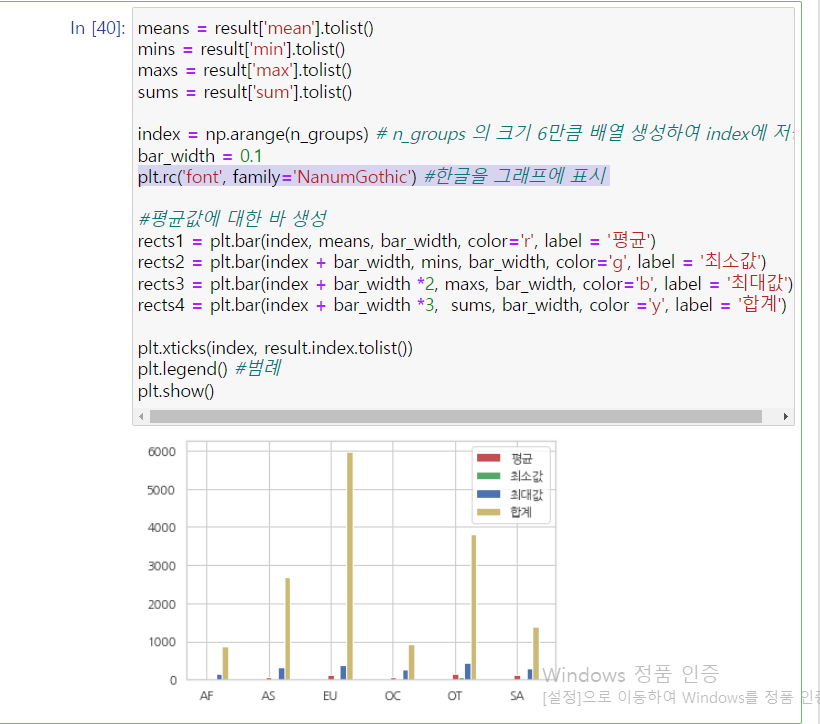 In [40]:
means = result['mean'].tolist()
mins = result['min'].tolist()
maxs = result['max'].tolist()
sums = result['sum'].tolist()
index = np.arange(n_groups) # n_groups 의 크기 6만큼 배열 생성하여 index에 저
bar_width = 0.1
plt.rc('font', family='NanumGothic') #한글을 그래프에 표시
#평균값에 대한 바 생성
rects1 = plt.bar(index, means, bar_width, color='r', label = '평균')
rects2 = plt.bar(index + bar_width, mins, bar_width, color='g', label = '최소값')
rects3 = plt.bar(index + bar_width *2, maxs, bar_width, color='b', label = '최대값')
rects4 = plt.bar(index + bar_width *3,  sums, bar_width, color ='y', label = '합계')
plt.xticks(index, result.index.tolist())
plt.legend() #범례
plt.show()
6000
5000
4000
3000
2000
1000
0
평균
최소값
최대값
합계
AF AS EU OC OT SA
Windows 정품 인증
[설정]으로 이동하여 Windows를 정품 인증